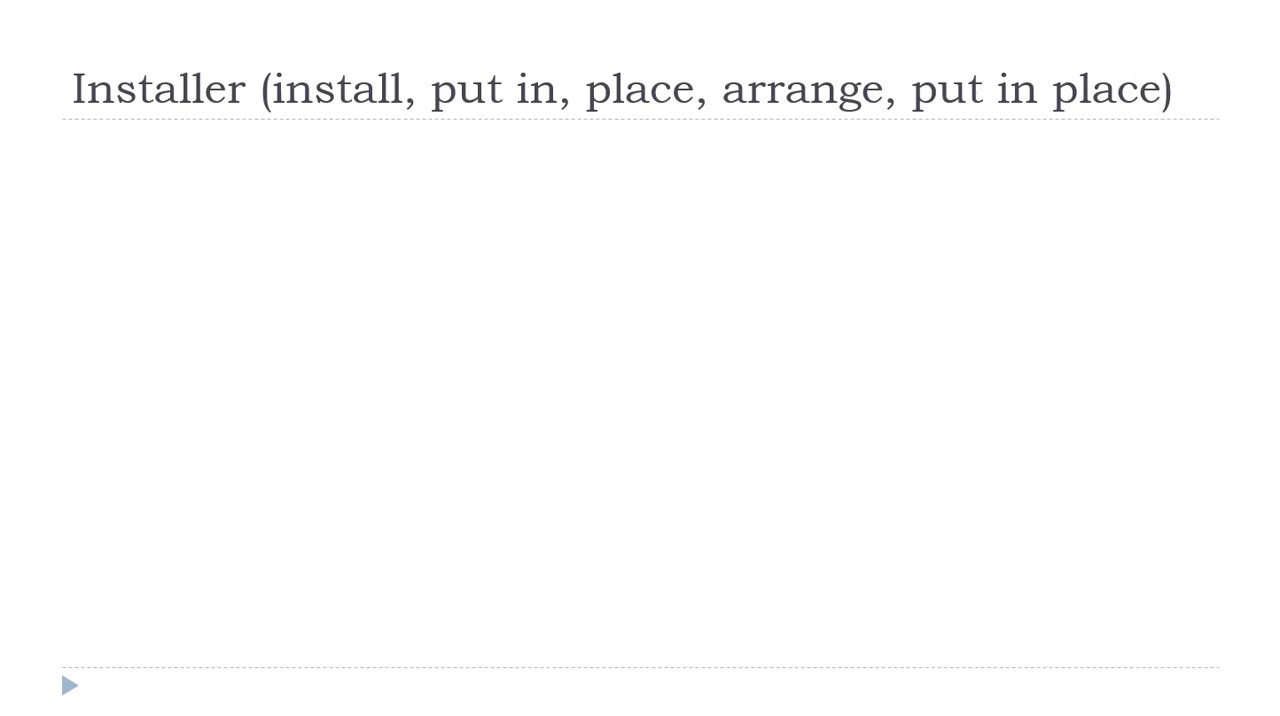 Installer (install, put in, place, arrange, put in place)